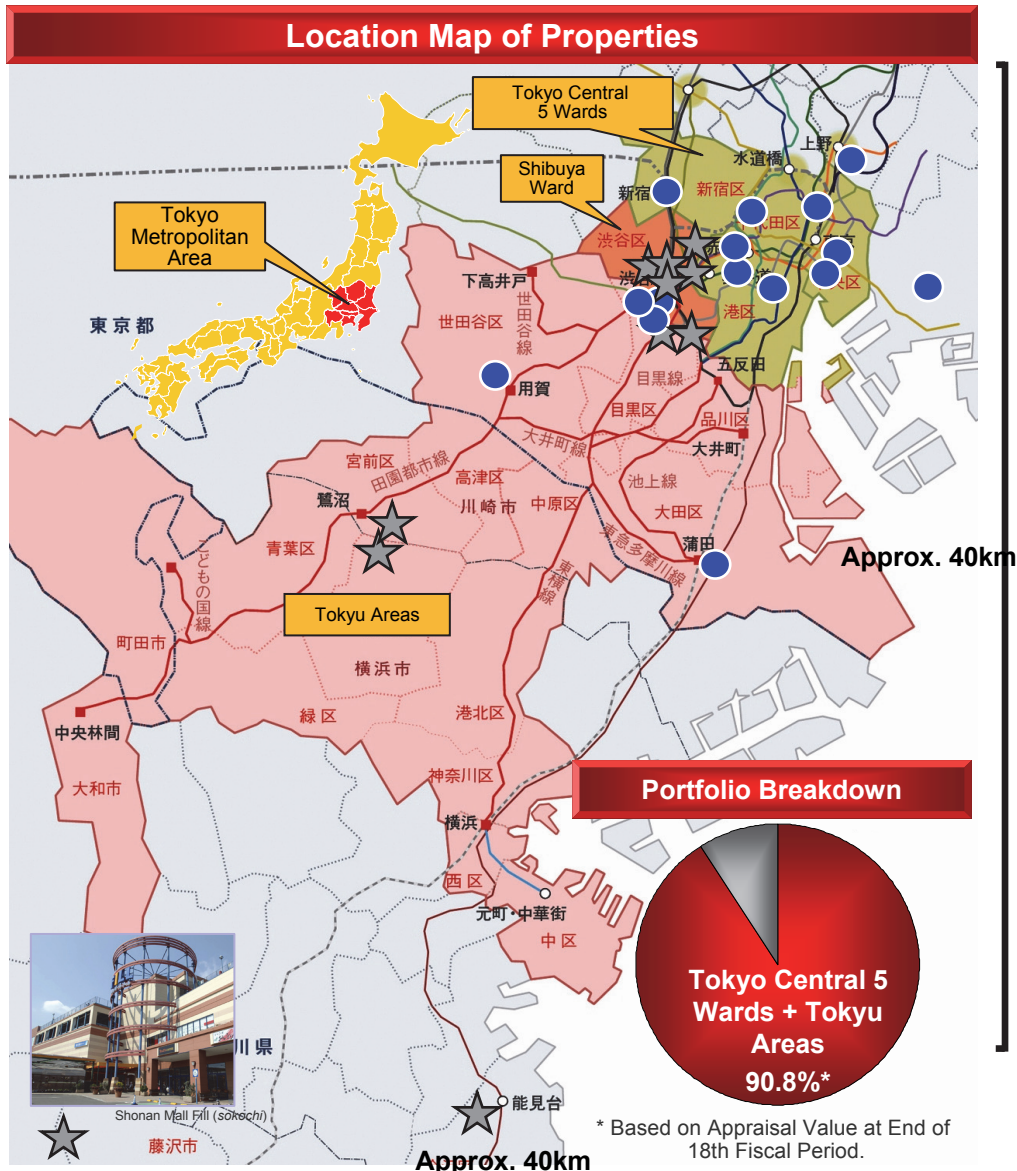 Location Map of Properties
Tokyo Central
5 Wards
上野
水道橋
Shibuya
Ward
新宿
新宿区
代田区
Tokyo
Metropolitan
Area
渋谷区
渋谷
下高井戸
東京都
世田谷区
世田谷線
港区
央区
用賀
五反田
目黒線
目黒区
品川区
大井町線
大井町
宮前区
田園都市線
高津区
池上線
鷺沼
川崎市
中原区
大田区
青葉区
東急多摩川線
蒲田
Approx. 40km
こどもの国線
東横線
Tokyu Areas
町田市
横浜市
緑区
港北区
中央林間
大和市
神奈川区
Portfolio Breakdown
横浜
西区
元町・中華街
中区
Tokyo Central 5
Wards + Tokyu
Areas
90.8%*
川県
能見台
Shonan Mall Fill (sokochi)
* Based on Appraisal Value at End of
18th Fiscal Period.
藤沢市
Approx. 40km